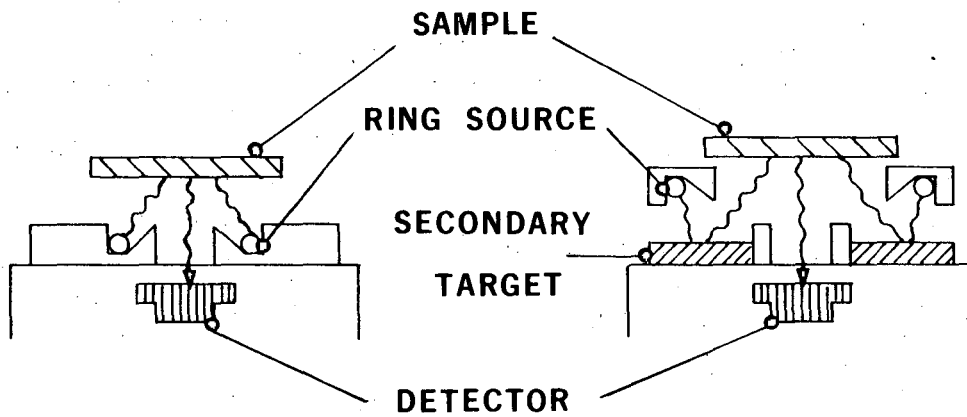 SAMPLE
RING SOURCE
SECONDARY
TARGET
DETECTOR